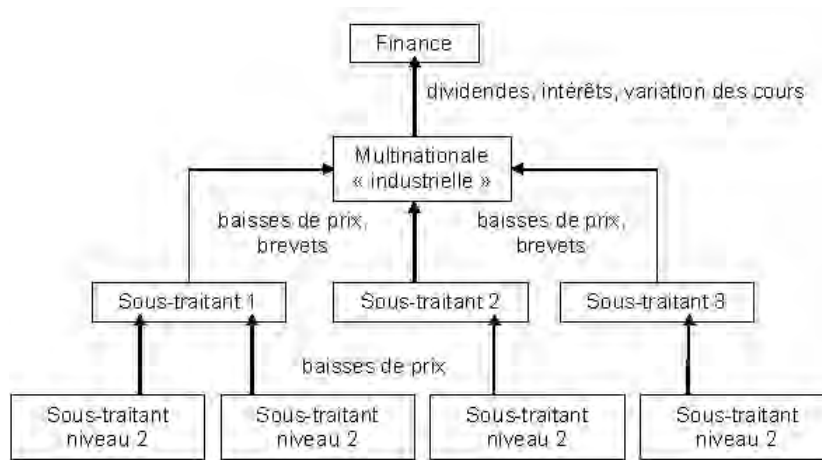 Finance
dividendes, intérêts, variation des cours
Multinationale
« industrielle »
baisses de prix,
brevets
baisses de prix,
brevets
Sous-traitant 1
Sous-traitant 2
Sous-traitant 3
baisses de prix
Sous-traitant
niveau 2
Sous-traitant
niveau 2
Sous-traitant
niveau 2
Sous-traitant
niveau 2